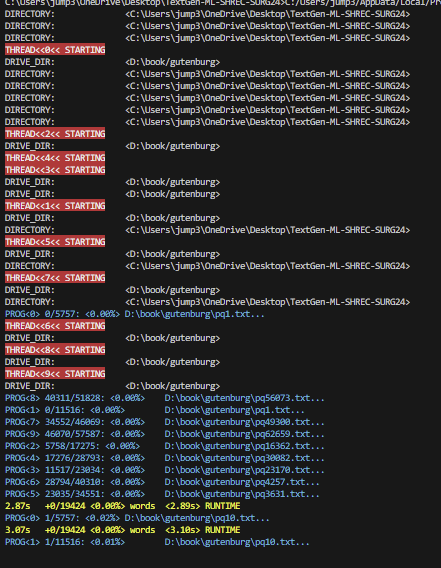 C:\Users\jump3\OneDrive\Desktop\TextGen-ML-SHREC-SURG24>C:/Users/jump3/AppData/Local/Pr
DIRECTORY: <C:\Users\jump3\OneDrive\Desktop\TextGen-ML-SHREC-SURG24>
DIRECTORY: <C:\Users\jump3\OneDrive\Desktop\TextGen-ML-SHREC-SURG24>
DIRECTORY: <C:\Users\jump3\OneDrive\Desktop\TextGen-ML-SHREC-SURG24>
THREAD<<0<< STARTING
DRIVE_DIR: <D:\book/gutenburg>
DIRECTORY: <C:\Users\jump3\OneDrive\Desktop\TextGen-ML-SHREC-SURG24>
DIRECTORY: <C:\Users\jump3\OneDrive\Desktop\TextGen-ML-SHREC-SURG24>
DIRECTORY: <C:\Users\jump3\OneDrive\Desktop\TextGen-ML-SHREC-SURG24>
DIRECTORY: <C:\Users\jump3\OneDrive\Desktop\TextGen-ML-SHREC-SURG24>
DIRECTORY: <C:\Users\jump3\OneDrive\Desktop\TextGen-ML-SHREC-SURG24>
THREAD<<2<< STARTING
DRIVE_DIR: <D:\book/gutenburg>
THREAD<<4<< STARTING
THREAD<<3<< STARTING
DRIVE_DIR: <D:\book/gutenburg>
DRIVE_DIR: <D:\book/gutenburg>
THREAD<<1<< STARTING
DRIVE_DIR: <D:\book/gutenburg>
DIRECTORY: <C:\Users\jump3\OneDrive\Desktop\TextGen-ML-SHREC-SURG24>
THREAD<<5<< STARTING
DRIVE_DIR: <D:\book/gutenburg>
DIRECTORY: <C:\Users\jump3\OneDrive\Desktop\TextGen-ML-SHREC-SURG24>
THREAD<<7<< STARTING
DRIVE_DIR: <D:\book/gutenburg>
DIRECTORY: <C:\Users\jump3\OneDrive\Desktop\TextGen-ML-SHREC-SURG24>
PROG<0> 0/5757: <0.00%> D:\book\gutenburg\pq1.txt...
THREAD<<6<< STARTING
DRIVE_DIR: <D:\book/gutenburg>
THREAD<<8<< STARTING
DRIVE_DIR: <D:\book/gutenburg>
THREAD<<9<< STARTING
DRIVE_DIR: <D:\book/gutenburg>
PROG<8> 40311/51828: <0.00%> D:\book\gutenburg\pq56073.txt...
PROG<1> 0/11516: <0.00%> D:\book\gutenburg\pq1.txt...
PROG<7> 34552/46069: <0.00%> D:\book\gutenburg\pq49300.txt...
PROG<9> 46070/57587: <0.00%> D:\book\gutenburg\pq62659.txt...
PROG<2> 5758/17275: <0.00%> D:\book\gutenburg\pq16362.txt...
PROG<4> 17276/28793: <0.00%> D:\book\gutenburg\pq30082.txt...
PROG<3> 11517/23034: <0.00%> D:\book\gutenburg\pq23170.txt...
PROG<6> 28794/40310: <0.00%> D:\book\gutenburg\pq4257.txt...
PROG<5> 23035/34551: <0.00%> D:\book\gutenburg\pq3631.txt...
2.87s +0/19424 <0.00%> words <2.89s> RUNTIME
PROG<0> 1/5757: <0.02%> D:\book\gutenburg\pq10.txt...
3.07s +0/19424 <0.00%> words <3.10s> RUNTIME
PROG<1> 1/11516: <0.01%> D:\book\gutenburg\pq10.txt...